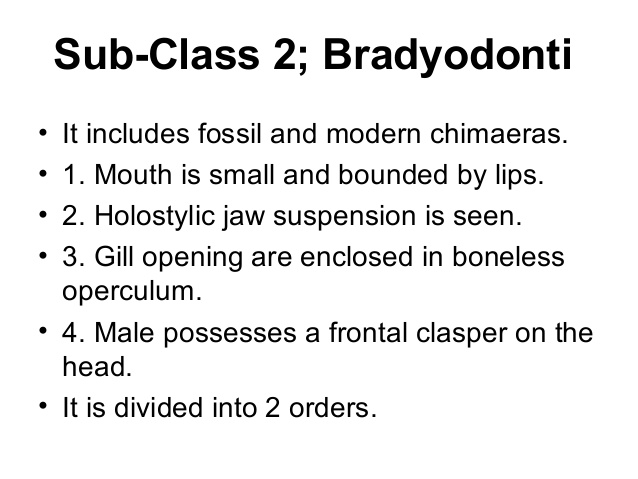 Sub-Class 2; Bradyodonti
• It includes fossil and modern chimaeras.
• 1. Mouth is small and bounded by lips.
• 2. Holostylic jaw suspension is seen.
• 3. Gill opening are enclosed in boneless
operculum.
• 4. Male possesses a frontal clasper on the
head.
• It is divided into 2 orders.